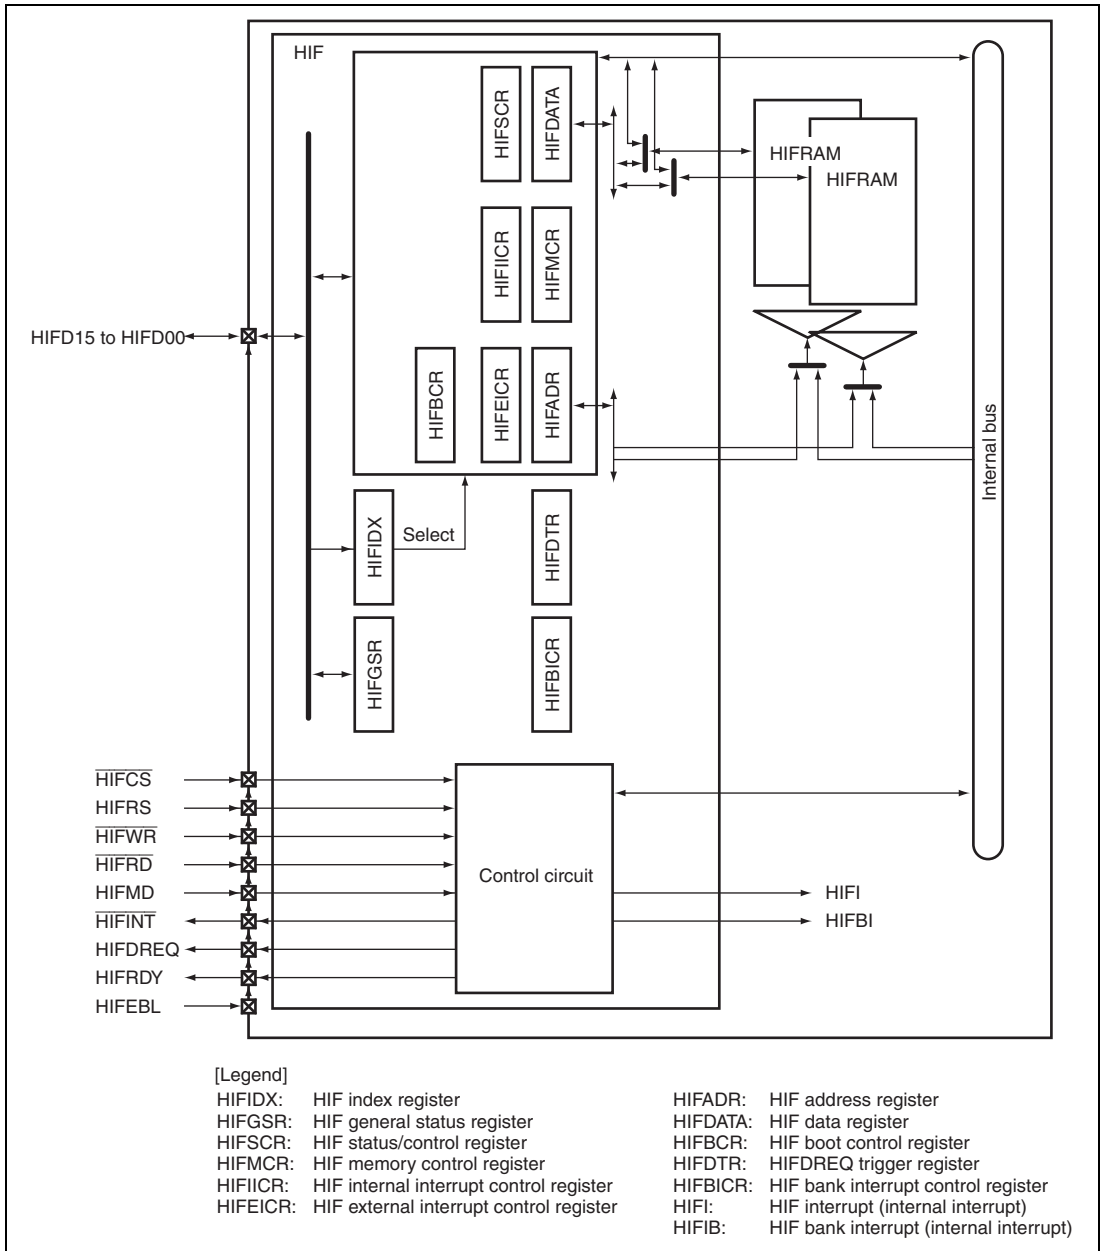 HIF
HIFSCR
HIFDATA
HIFRAM
HIFRAM
HIFIICR
HIFMCR
HIFD15 to HIFD00
HIFBCR
HIFEICR
HIFADR
Internal bus
HIFIDX
Select
HIFDTR
HIFGSR
HIFBICR
HIFCS
HIFRS
HIFWR
HIFRD
HIFMD
HIFINT
HIFDREQ
HIFRDY
HIFEBL
Control circuit
HIFI
HIFBI
[Legend]
HIFIDX: HIF index register
HIFGSR: HIF general status register
HIFSCR: HIF status/control register
HIFMCR: HIF memory control register
HIFIICR: HIF internal interrupt control register
HIFEICR: HIF external interrupt control register
HIFADR: HIF address register
HIFDATA: HIF data register
HIFBCR: HIF boot control register
HIFDTR: HIFDREQ trigger register
HIFBICR: HIF bank interrupt control register
HIFI: HIF interrupt (internal interrupt)
HIFIB: HIF bank interrupt (internal interrupt)